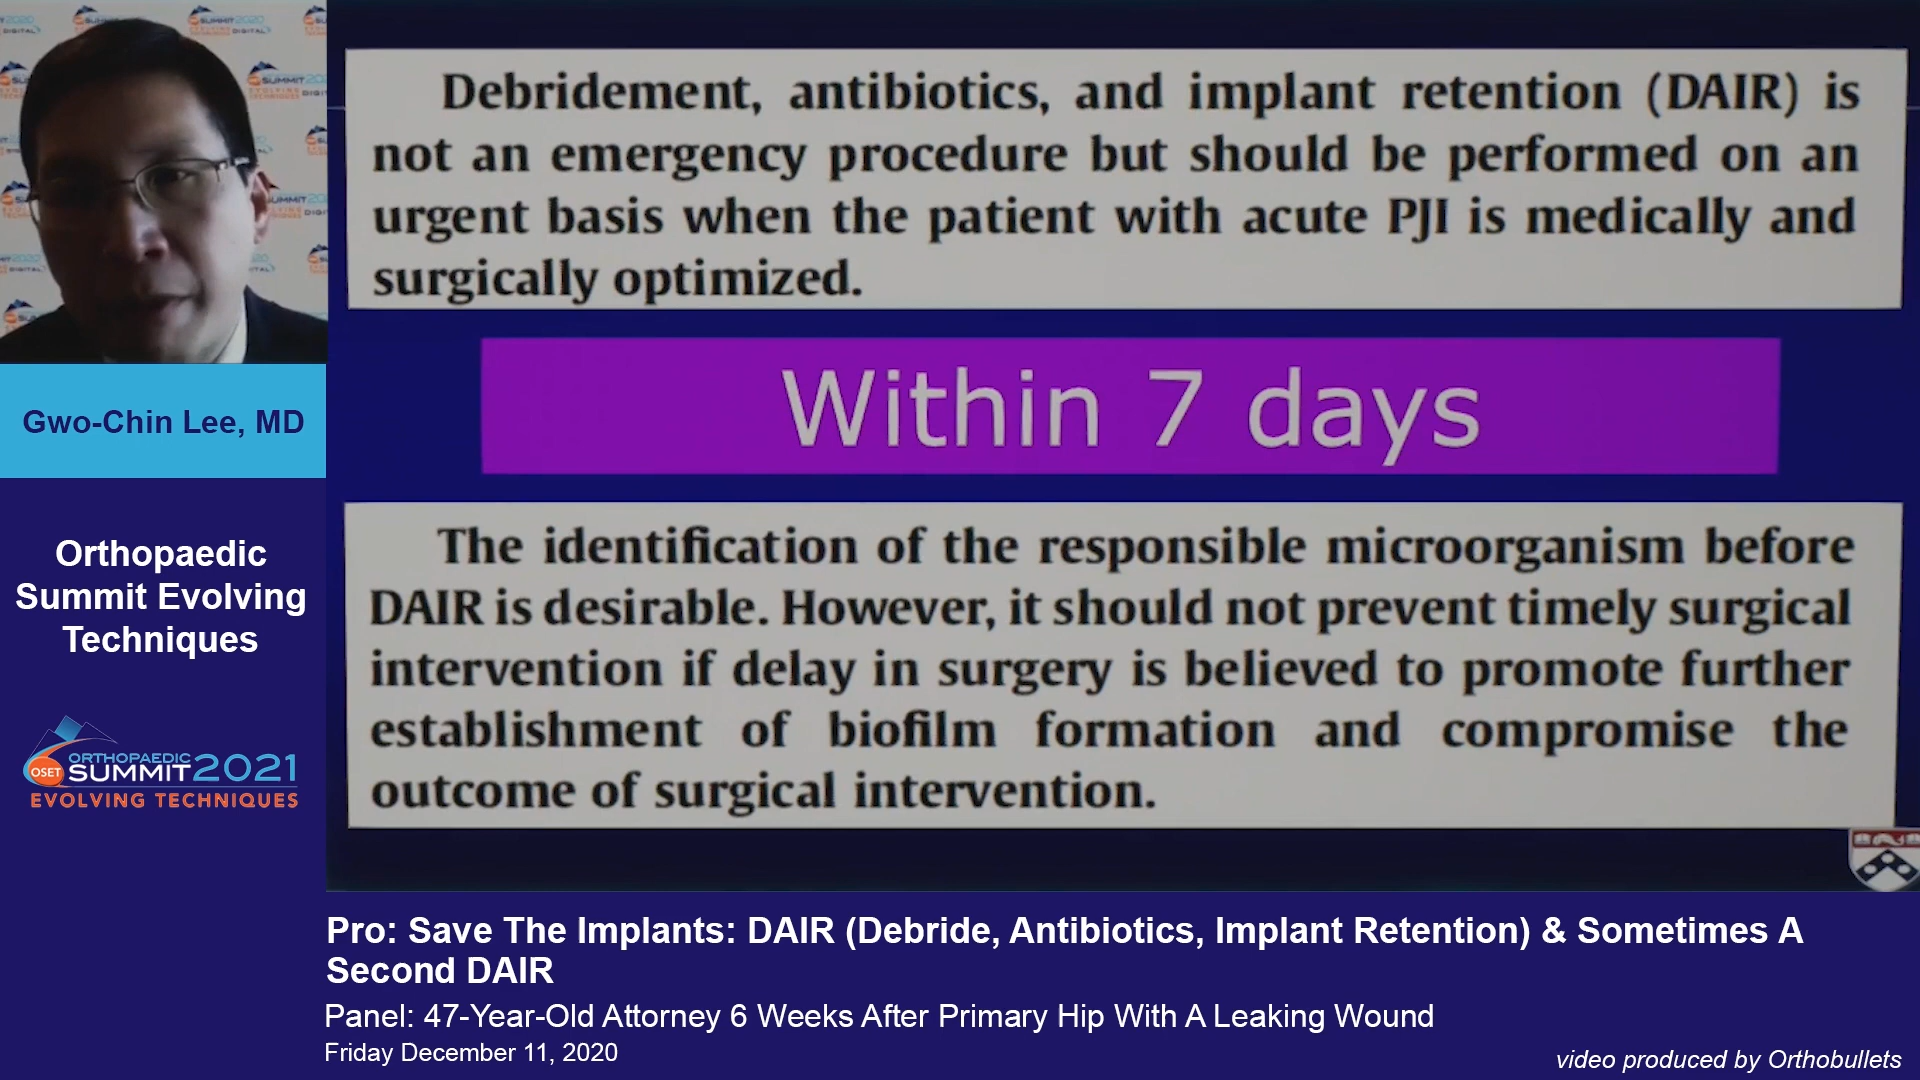 Debridement, antibiotics, and implant retention (DAIR) is
not an emergency procedure but should be performed on an
urgent basis when the patient with acute PJI is medically and
surgically optimized.
Within 7 days
The identification of the responsible microorganism before
DAIR is desirable. However, it should not prevent timely surgical
intervention if delay in surgery is believed to promote further
establishment of biofilm formation and compromise the
outcome of surgical intervention.
Gwo-Chin Lee, MD
Orthopaedic
Summit Evolving
Techniques
OSET
ORTHOPAEDIC
SUMMIT 2021
EVOLVING TECHNIQUES
Pro: Save The Implants: DAIR (Debride, Antibiotics, Implant Retention) & Sometimes A
Second DAIR
Panel: 47-Year-Old Attorney 6 Weeks After Primary Hip With A Leaking Wound
Friday December 11, 2020
video produced by Orthobullets